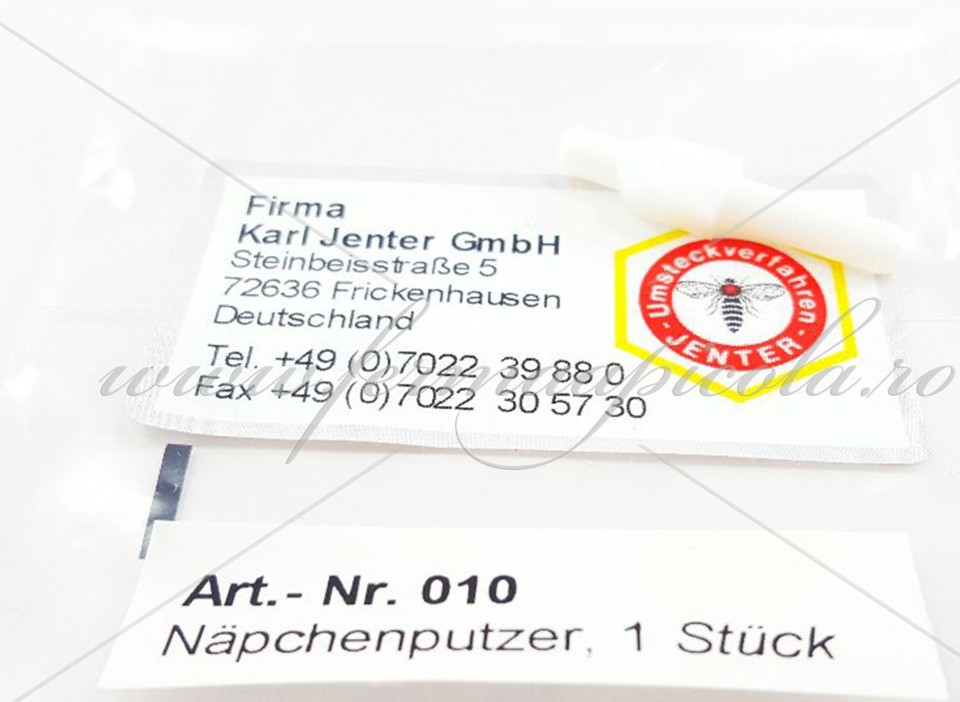 Firma
Karl Jenter GmbH
Steinbeisstraße 5
72636 Frickenhausen
Deutschland
Tel. +49 (0)7022 39 88 0
Fax +49 (0)7022 30 57 30
Umsteckverfahren
- JENTER -
www.fermaapicola.ro
Art.- Nr. 010
Näpchenputzer, 1 Stück